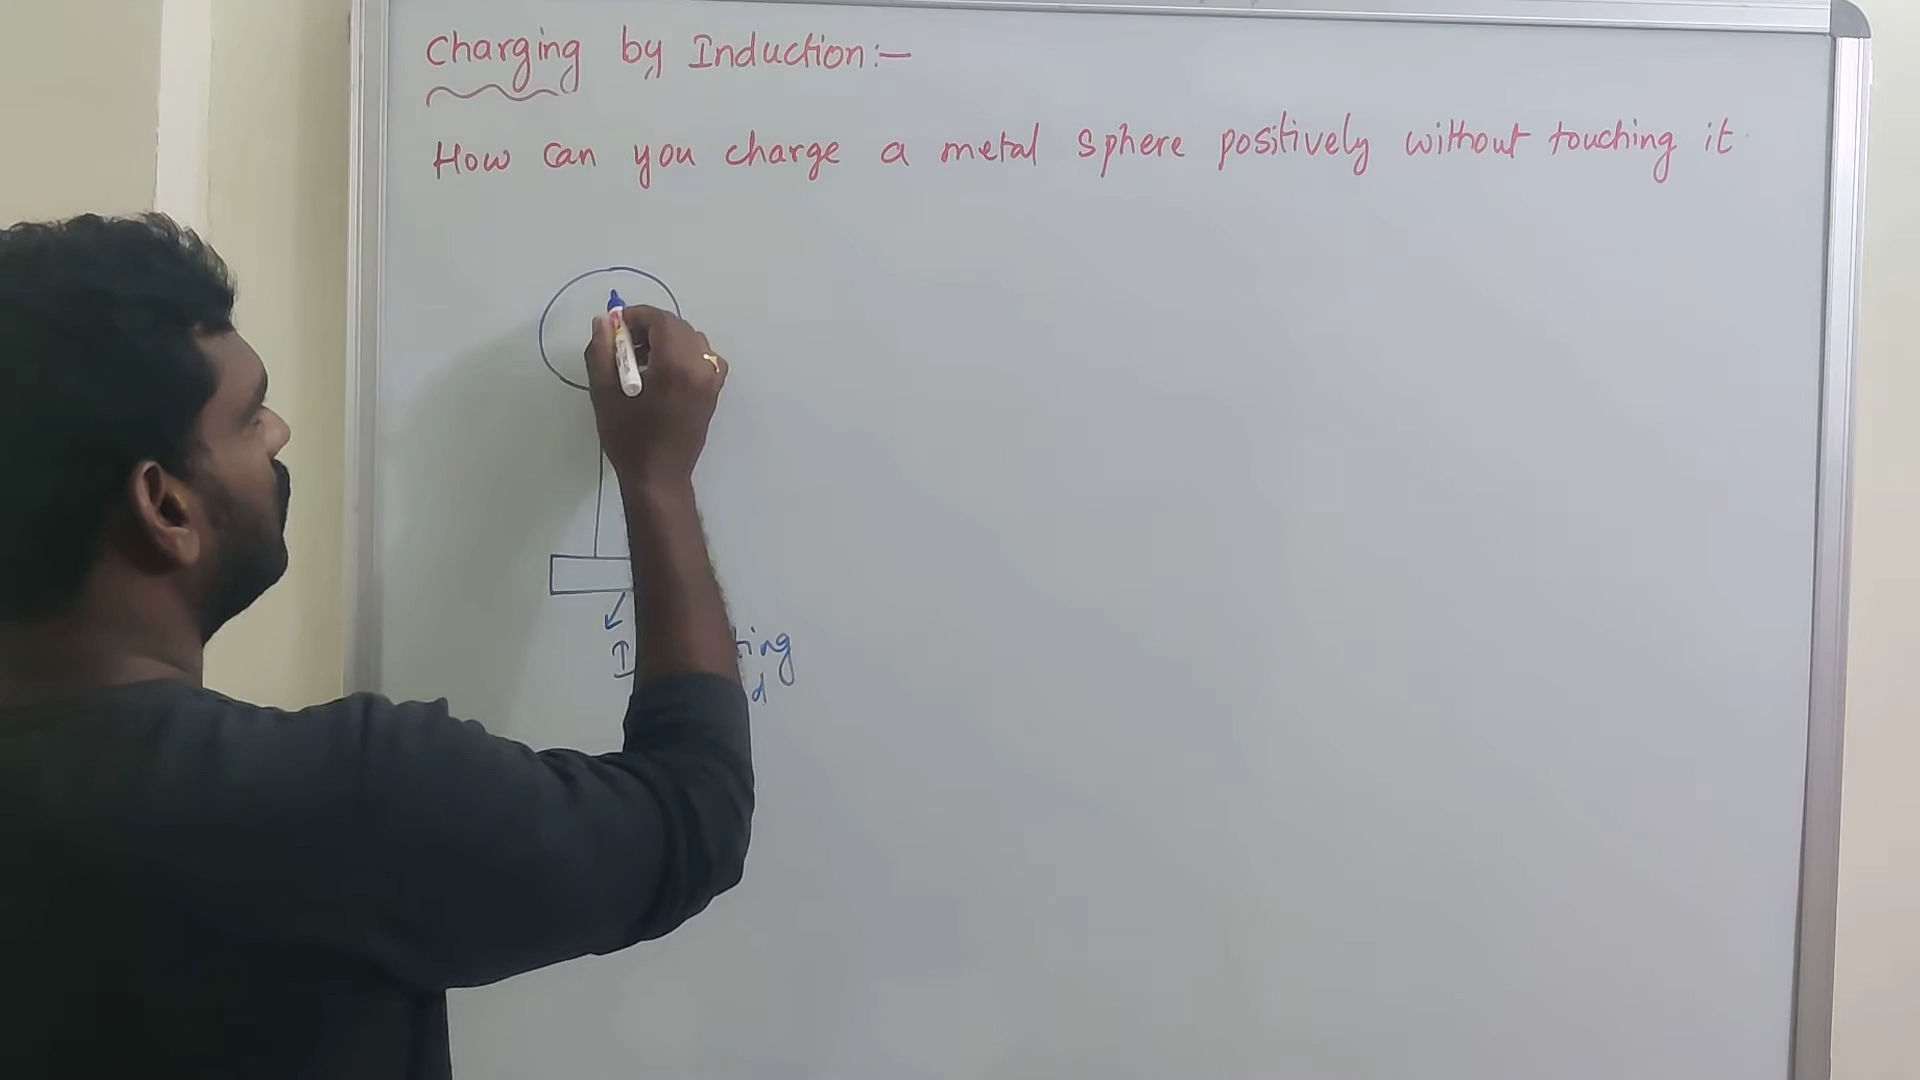 Charging by Induction:-
How can you charge a metal sphere positively without touching it